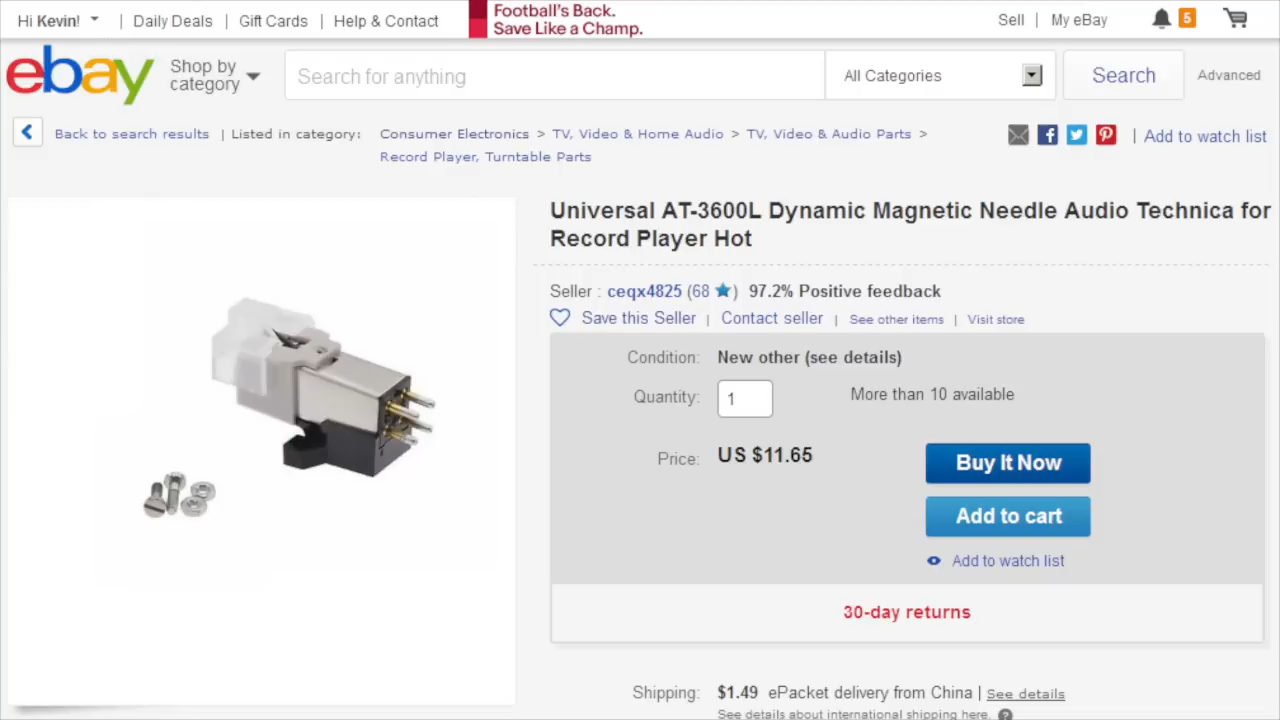 Hi Kevin! | Daily Deals | Gift Cards | Help & Contact
Football's Back.
Save Like a Champ.
Sell | My eBay 5
ebay
Shop by
category
Search for anything
All Categories
Search
Advanced
Back to search results | Listed in category: Consumer Electronics > TV, Video & Home Audio > TV, Video & Audio Parts >
Record Player, Turntable Parts
| Add to watch list
Universal AT-3600L Dynamic Magnetic Needle Audio Technica for
Record Player Hot
Seller : ceqx4825 (68 ) 97.2% Positive feedback
Save this Seller | Contact seller | See other items | Visit store
Condition: New other (see details)
Quantity: 1 More than 10 available
Price: US $11.65
Buy It Now
Add to cart
Add to watch list
30-day returns
Shipping: $1.49 ePacket delivery from China | See details
See details about international shipping here. ?